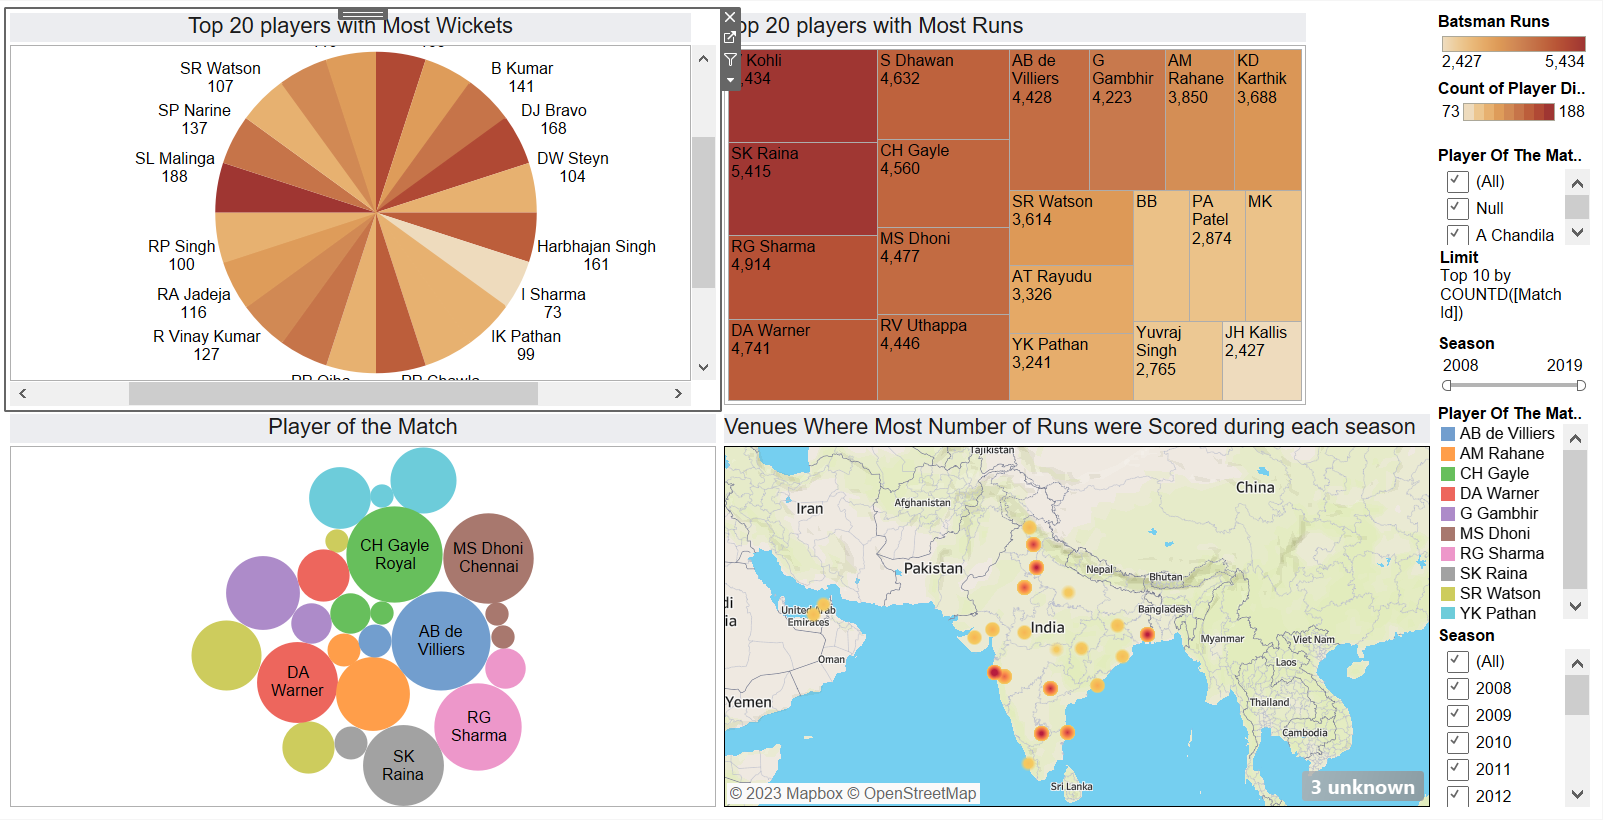 Top 20 players with Most Wickets
SR Watson
107
SP Narine
137
SL Malinga
188
RP Singh
100
RA Jadeja
116
R Vinay Kumar
127
B Kumar
141
DJ Bravo
168
DW Steyn
104
Harbhajan Singh
161
I Sharma
73
IK Pathan
99
op 20 players with Most Runs
Kohli
,434
SK Raina
5,415
RG Sharma
4,914
DA Warner
4,741
S Dhawan
4,632
CH Gayle
4,560
MS Dhoni
4,477
RV Uthappa
4,446
AB de
Villiers
4,428
G
Gambhir
4,223
AM
Rahane
3,850
KD
Karthik
3,688
SR Watson
3,614
AT Rayudu
3,326
YK Pathan
3,241
BB
PA
Patel
2,874
MK
Yuvraj
Singh
2,765
JH Kallis
2,427
Batsman Runs
2,427 5,434
Count of Player Di..
73 188
Player Of The Mat..
(All)
Null
A Chandila
Limit
Top 10 by
COUNTD([Match
Id])
Season
2008 2019
Player Of The Mat..
AB de Villiers
AM Rahane
CH Gayle
DA Warner
G Gambhir
MS Dhoni
RG Sharma
SK Raina
SR Watson
YK Pathan
Season
(All)
2008
2009
2010
2011
2012
Player of the Match
CH Gayle
Royal
MS Dhoni
Chennai
AB de
Villiers
DA
Warner
RG
Sharma
SK
Raina
Venues Where Most Number of Runs were Scored during each season
Tajikistan
China
Iran
Afghanistan
Pakistan
Nepal
Bhutan
Bangladesh
United Arab
Emirates
India
Myanmar
Viet Nam
Laos
Oman
Yemen
Thailand
Cambodia
Sri Lanka
© 2023 Mapbox © OpenStreetMap
3 unknown